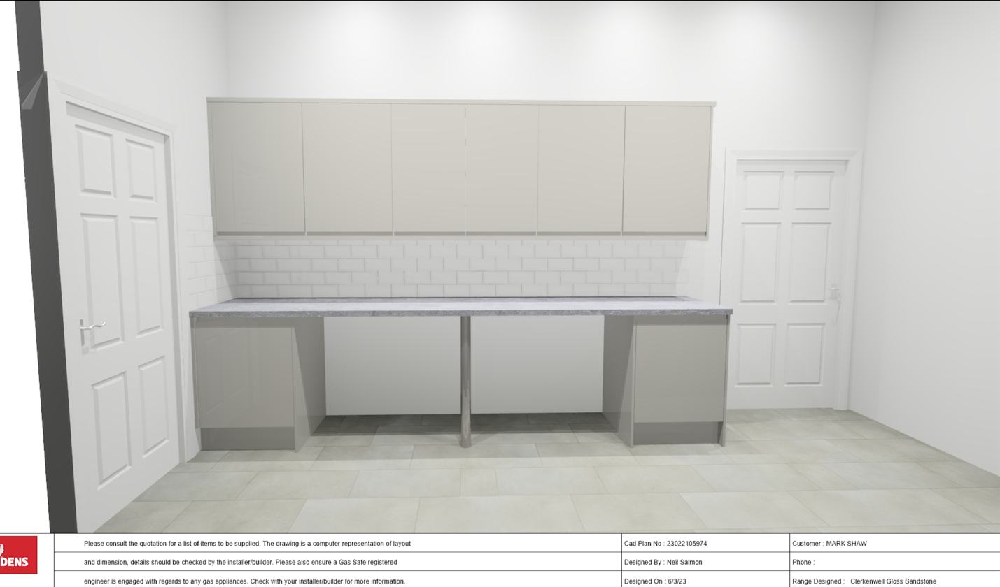 Please consult the quotation for a list of items to be supplied. The drawing is a computer representation of layout
and dimension, details should be checked by the installer/builder. Please also ensure a Gas Safe registered
engineer is engaged with regards to any gas appliances. Check with your installer/builder for more information.
Cad Plan No : 23022105974
Designed By : Neil Salmon
Designed On : 6/3/23
Customer : MARK SHAW
Phone :
Range Designed : Clerkenwell Gloss Sandstone
DENS